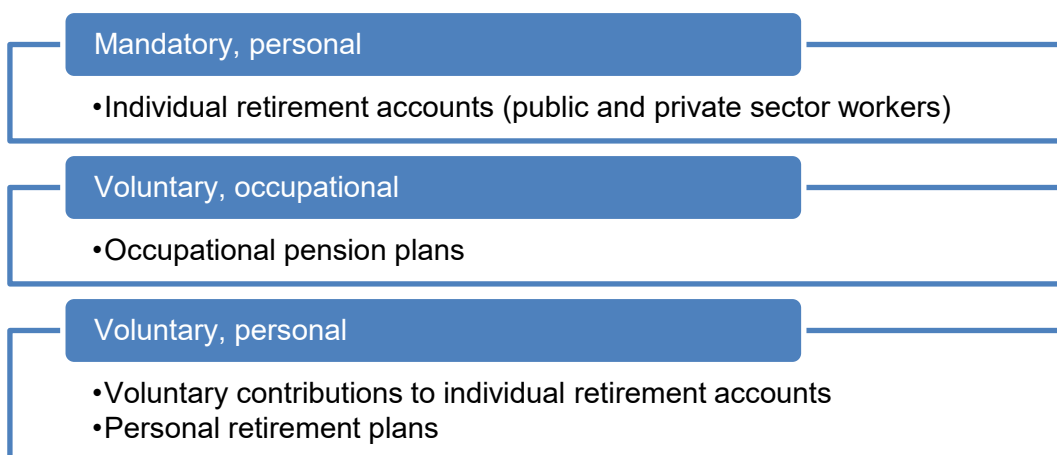 Mandatory, personal
•Individual retirement accounts (public and private sector workers)
Voluntary, occupational
•Occupational pension plans
Voluntary, personal
•Voluntary contributions to individual retirement accounts
•Personal retirement plans